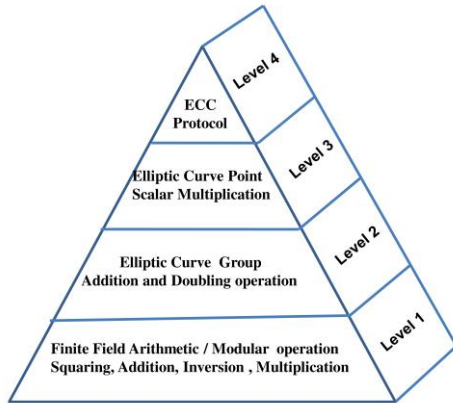 Level 4
ECC
Protocol
Level 3
Elliptic Curve Point
Scalar Multiplication
Level 2
Elliptic Curve Group
Addition and Doubling operation
Level 1
Finite Field Arithmetic / Modular operation
Squaring, Addition, Inversion , Multiplication